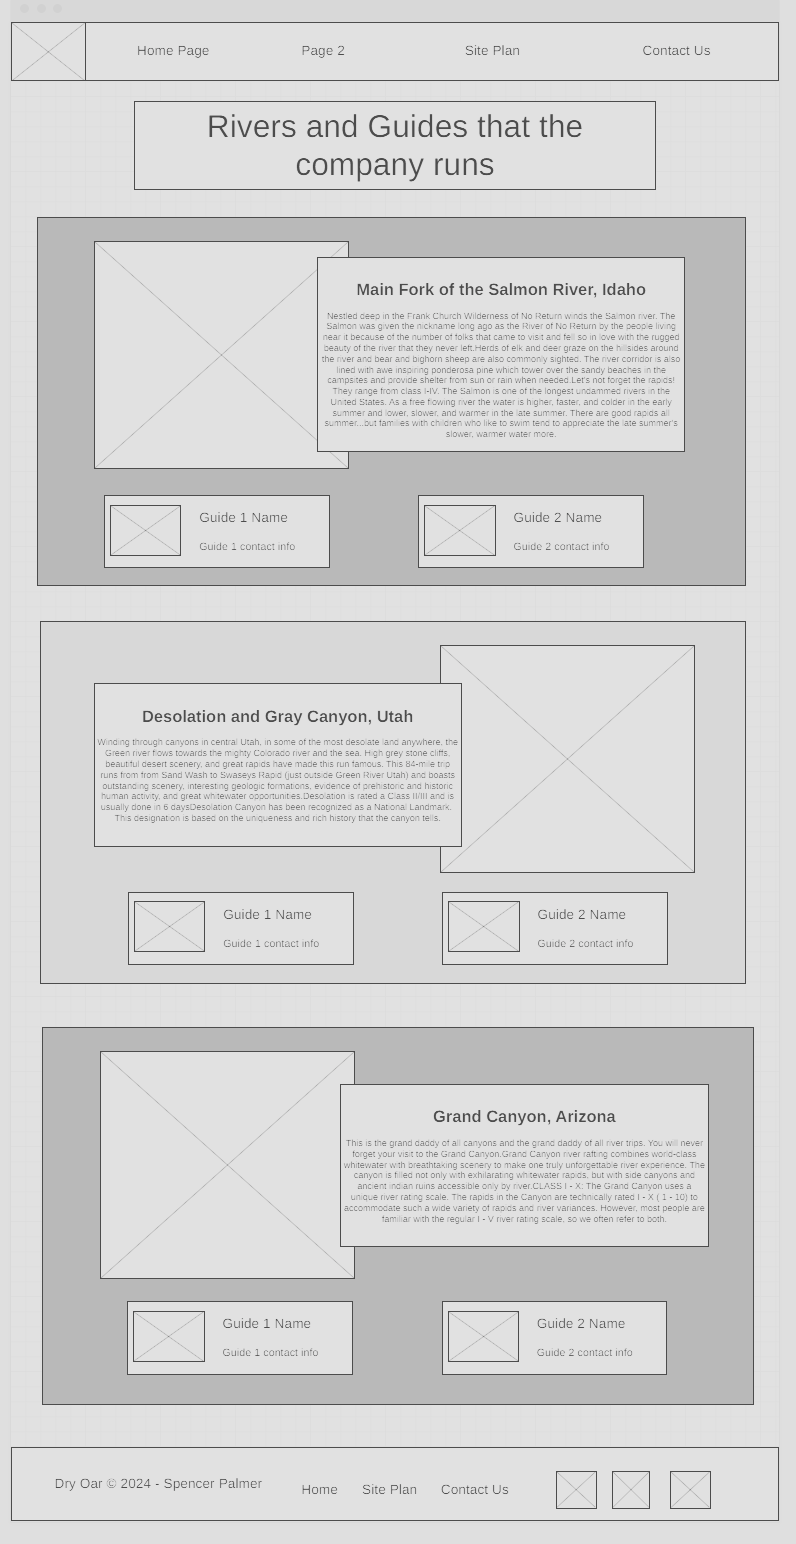 Home Page Page 2 Site Plan Contact Us
Rivers and Guides that the
company runs
Main Fork of the Salmon River, Idaho
Nestled deep in the Frank Church Wilderness of No Return winds the Salmon river. The
Salmon was given the nickname long ago as the River of No Return by the people living
near it because of the number of folks that came to visit and fell so in love with the rugged
beauty of the river that they never left.Herds of elk and deer graze on the hillsides around
the river and bear and bighorn sheep are also commonly sighted. The river corridor is also
lined with awe inspiring ponderosa pine which tower over the sandy beaches in the
campsites and provide shelter from sun or rain when needed.Let's not forget the rapids!
They range from class I-IV. The Salmon is one of the longest undammed rivers in the
United States. As a free flowing river the water is higher, faster, and colder in the early
summer and lower, slower, and warmer in the late summer. There are good rapids all
summer...but families with children who like to swim tend to appreciate the late summer's
slower, warmer water more.
Guide 1 Name
Guide 1 contact info
Guide 2 Name
Guide 2 contact info
Desolation and Gray Canyon, Utah
Winding through canyons in central Utah, in some of the most desolate land anywhere, the
Green river flows towards the mighty Colorado river and the sea. High grey stone cliffs,
beautiful desert scenery, and great rapids have made this run famous. This 84-mile trip
runs from from Sand Wash to Swaseys Rapid (just outside Green River Utah) and boasts
outstanding scenery, interesting geologic formations, evidence of prehistoric and historic
human activity, and great whitewater opportunities.Desolation is rated a Class II/III and is
usually done in 6 daysDesolation Canyon has been recognized as a National Landmark.
This designation is based on the uniqueness and rich history that the canyon tells.
Guide 1 Name
Guide 1 contact info
Guide 2 Name
Guide 2 contact info
Grand Canyon, Arizona
This is the grand daddy of all canyons and the grand daddy of all river trips. You will never
forget your visit to the Grand Canyon.Grand Canyon river rafting combines world-class
whitewater with breathtaking scenery to make one truly unforgettable river experience. The
canyon is filled not only with exhilarating whitewater rapids, but with side canyons and
ancient indian ruins accessible only by river.CLASS I - X: The Grand Canyon uses a
unique river rating scale. The rapids in the Canyon are technically rated I - X ( 1 - 10) to
accommodate such a wide variety of rapids and river variances. However, most people are
familiar with the regular I - V river rating scale, so we often refer to both.
Guide 1 Name
Guide 1 contact info
Guide 2 Name
Guide 2 contact info
Dry Oar © 2024 - Spencer Palmer Home Site Plan Contact Us